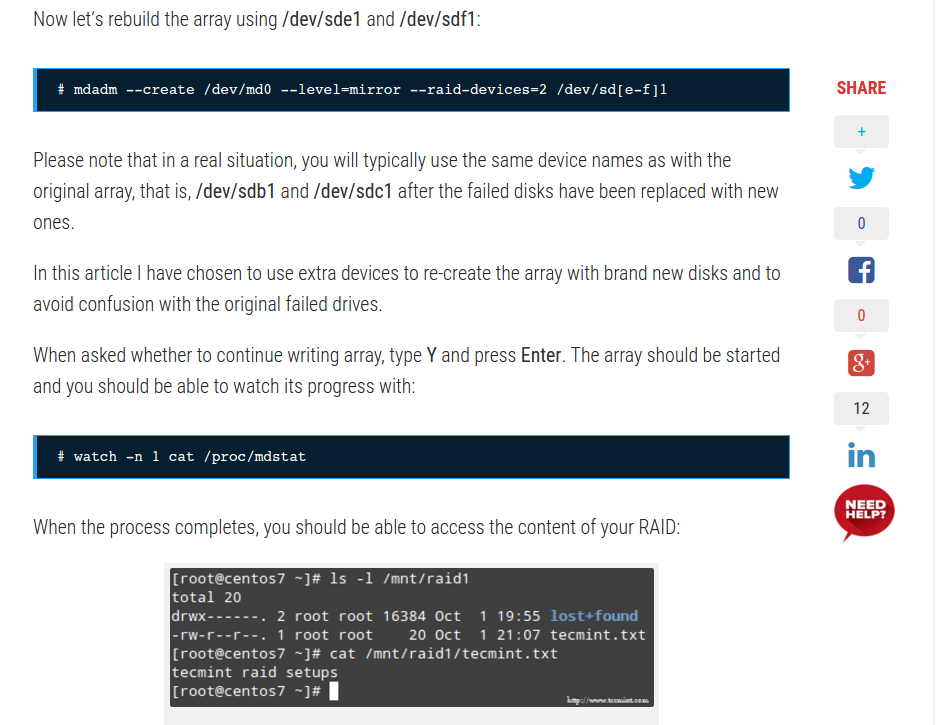 Now let's rebuild the array using /dev/sde1 and /dev/sdf1:
# mdadm --create /dev/md0 --level=mirror --raid-devices=2 /dev/sd[e-f]1
Please note that in a real situation, you will typically use the same device names as with the
original array, that is, /dev/sdb1 and /dev/sdc1 after the failed disks have been replaced with new
ones.
In this article I have chosen to use extra devices to re-create the array with brand new disks and to
avoid confusion with the original failed drives.
When asked whether to continue writing array, type Y and press Enter. The array should be started
and you should be able to watch its progress with:
# watch -n 1 cat /proc/mdstat
When the process completes, you should be able to access the content of your RAID:
[root@centos7 ~]# ls -l /mnt/raid1
total 20
drwx------. 2 root root 16384 Oct  1 19:55 lost+found
-rw-r--r--. 1 root root    20 Oct  1 21:07 tecmint.txt
[root@centos7 ~]# cat /mnt/raid1/tecmint.txt
tecmint raid setups
[root@centos7 ~]#
http://www.tecmint.com
SHARE
+
0
f
0
g+
12
in
NEED
HELP?